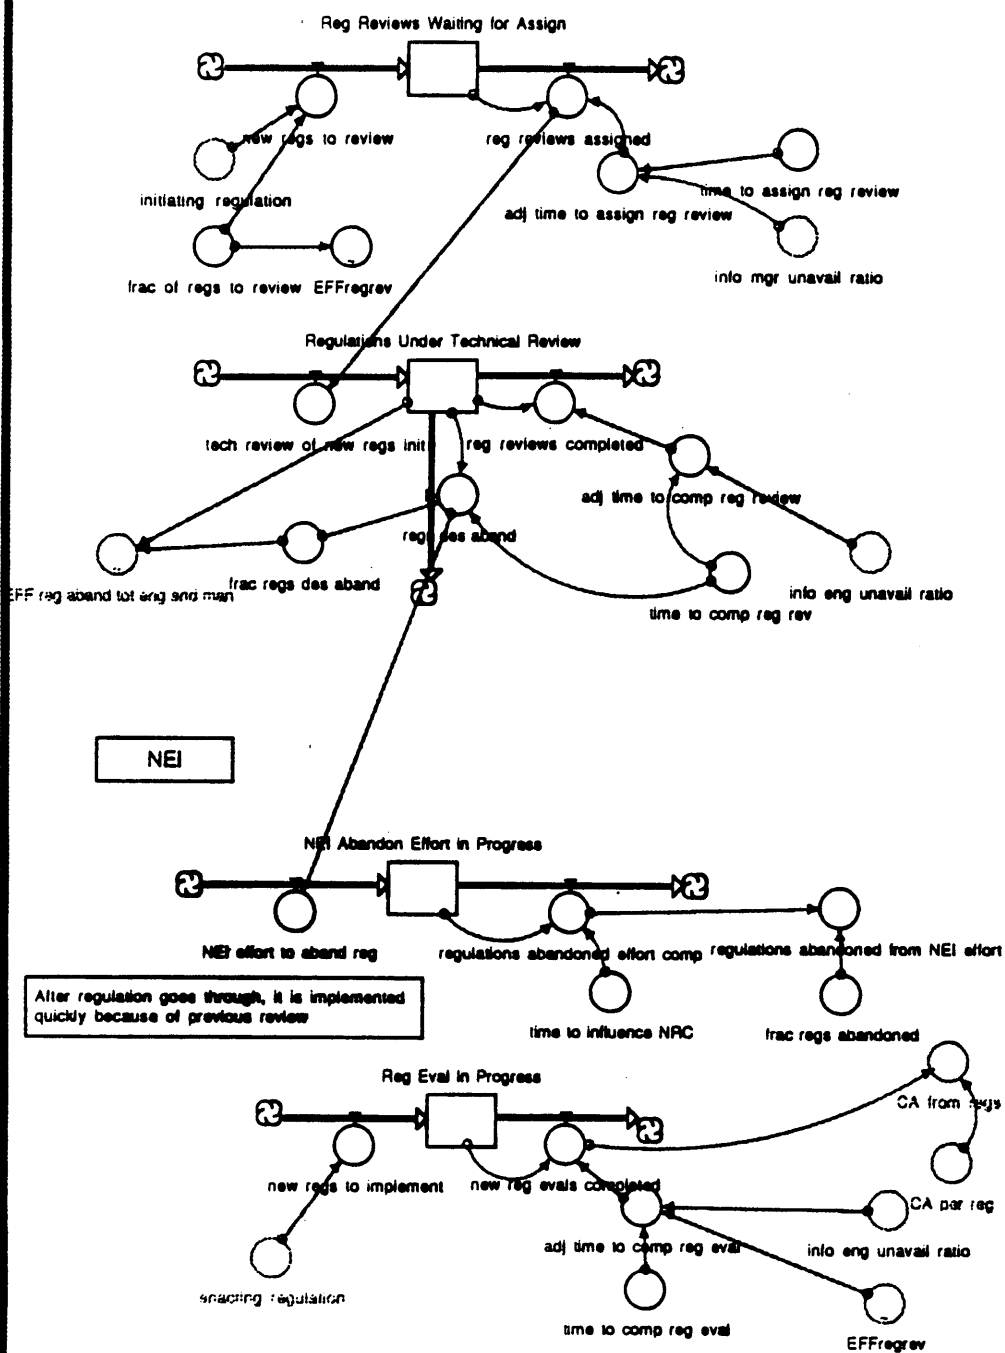 Reg Reviews Waiting for Assign
new regs to review
reg reviews assigned
initiating regulation
time to assign reg review
adj time to assign reg review
frac of regs to review
EFFregrev
info mgr unavail ratio
Regulations Under Technical Review
tech review of new regs init
reg reviews completed
adj time to comp reg review
regs des aband
EFF reg aband tot eng and man
frac regs des aband
time to comp reg rev
info eng unavail ratio
NEI
NEI Abandon Effort in Progress
NEI effort to aband reg
regulations abandoned effort comp
regulations abandoned from NEI effort
After regulation goes through, it is implemented
quickly because of previous review
time to influence NRC
frac regs abandoned
Reg Eval in Progress
CA from regs
new regs to implement
new reg evals completed
CA per reg
adj time to comp reg eval
info eng unavail ratio
enacting regulation
time to comp reg eval
EFFregrev